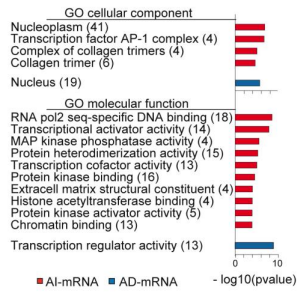 GO cellular component
Nucleoplasm (41)
Transcription factor AP-1 complex (4)
Complex of collagen trimers (4)
Collagen trimer (6)
Nucleus (19)
GO molecular function
RNA pol2 seq-specific DNA binding (18)
Transcriptional activator activity (14)
MAP kinase phosphatase activity (4)
Protein heterodimerization activity (15)
Transcription cofactor activity (13)
Protein kinase binding (16)
Extracell matrix structural constituent (4)
Histone acetyltransferase binding (4)
Protein kinase activator activity (5)
Chromatin binding (13)
Transcription regulator activity (13)
0 10
AI-mRNA AD-mRNA - log10(pvalue)